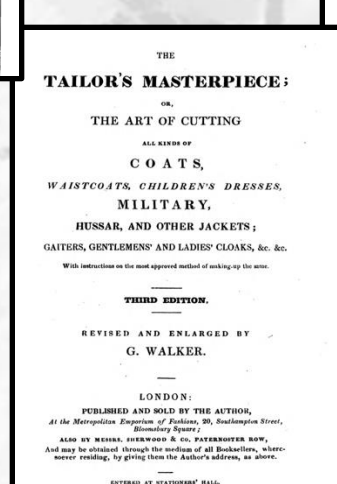 THE
TAILOR'S MASTERPIECE;
OR,
THE ART OF CUTTING
ALL KINDS OF
COATS,
WAISTCOATS, CHILDREN'S DRESSES,
MILITARY,
HUSSAR, AND OTHER JACKETS;
GAITERS, GENTLEMENS' AND LADIES' CLOAKS, &c. &c.
With instructions on the most approved method of making-up the same.
THIRD EDITION.
REVISED AND ENLARGED BY
G. WALKER.
LONDON:
PUBLISHED AND SOLD BY THE AUTHOR,
At the Metropolitan Emporium of Fashions, 20, Southampton Street,
Bloomsbury Square;
ALSO BY MESSRS. SHERWOOD & CO. PATERNOSTER ROW,
And may be obtained through the medium of all Booksellers, where-
soever residing, by giving them the Author's address, as above.
ENTERED AT STATIONERS' HALL.